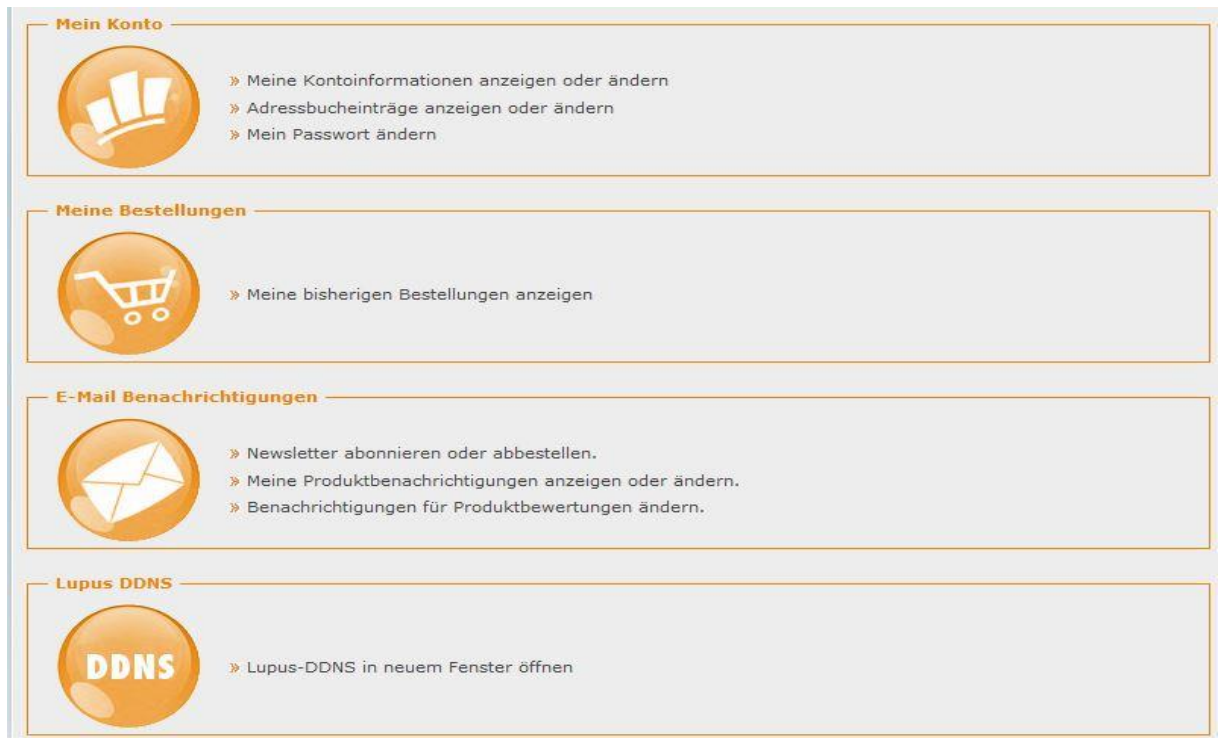 Mein Konto
» Meine Kontoinformationen anzeigen oder ändern
» Adressbucheinträge anzeigen oder ändern
» Mein Passwort ändern
Meine Bestellungen
» Meine bisherigen Bestellungen anzeigen
E-Mail Benachrichtigungen
» Newsletter abonnieren oder abbestellen.
» Meine Produktbenachrichtigungen anzeigen oder ändern.
» Benachrichtigungen für Produktbewertungen ändern.
Lupus DDNS
DDNS
» Lupus-DDNS in neuem Fenster öffnen